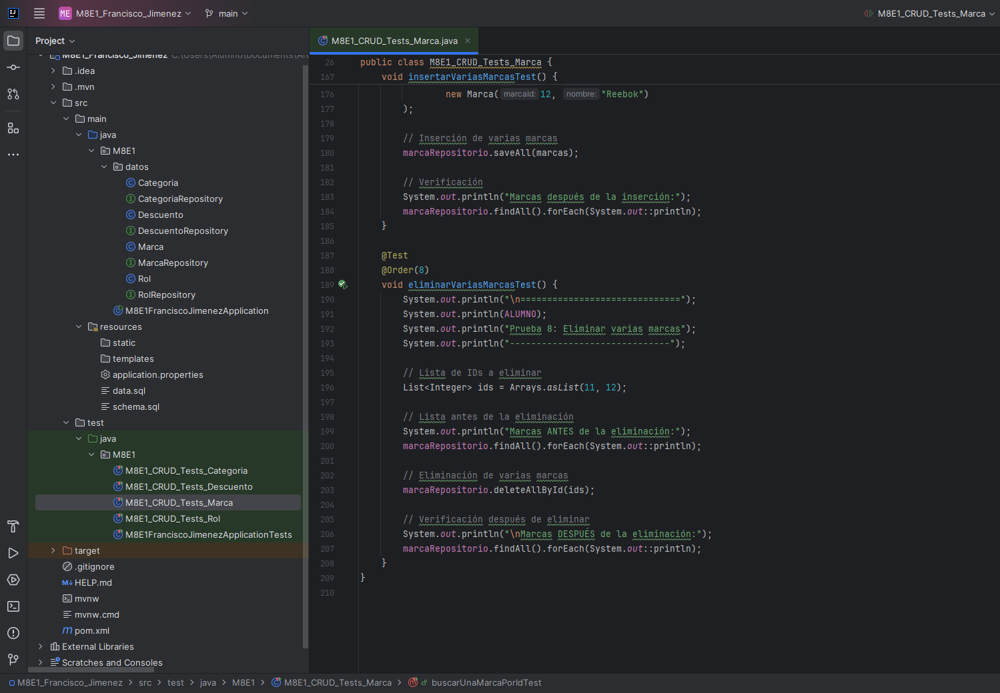 ME M8E1_Francisco_Jimenez main M8E1_CRUD_Tests_Marca
Project
M8E1_Francisco_Jimenez C:\Users\Alumno\Documents\
.idea
.mvn
src
main
java
M8E1
datos
Categoria
CategoriaRepository
Descuento
DescuentoRepository
Marca
MarcaRepository
Rol
RolRepository
M8E1FranciscoJimenezApplication
resources
static
templates
application.properties
data.sql
schema.sql
test
java
M8E1
M8E1_CRUD_Tests_Categoria
M8E1_CRUD_Tests_Descuento
M8E1_CRUD_Tests_Marca
M8E1_CRUD_Tests_Rol
M8E1FranciscoJimenezApplicationTests
target
.gitignore
HELP.md
mvnw
mvnw.cmd
pom.xml
External Libraries
Scratches and Consoles
M8E1_CRUD_Tests_Marca.java
26 public class M8E1_CRUD_Tests_Marca {
167 void insertarVariasMarcasTest() {
176 new Marca( marcaId: 12, nombre: "Reebok")
177 );
178
179 // Inserción de varias marcas
180 marcaRepositorio.saveAll(marcas);
181
182 // Verificación
183 System.out.println("Marcas después de la inserción:");
184 marcaRepositorio.findAll().forEach(System.out::println);
185 }
186
187 @Test
188 @Order(8)
189 void eliminarVariasMarcasTest() {
190 System.out.println("\n==============================");
191 System.out.println(ALUMNO);
192 System.out.println("Prueba 8: Eliminar varias marcas");
193 System.out.println("------------------------------");
194
195 // Lista de IDs a eliminar
196 List<Integer> ids = Arrays.asList(11, 12);
197
198 // Lista antes de la eliminación
199 System.out.println("Marcas ANTES de la eliminación:");
200 marcaRepositorio.findAll().forEach(System.out::println);
201
202 // Eliminación de varias marcas
203 marcaRepositorio.deleteAllById(ids);
204
205 // Verificación después de eliminar
206 System.out.println("\nMarcas DESPUÉS de la eliminación:");
207 marcaRepositorio.findAll().forEach(System.out::println);
208 }
209 }
210
M8E1_Francisco_Jimenez > src > test > java > M8E1 > M8E1_CRUD_Tests_Marca > buscarUnaMarcaPorIdTest